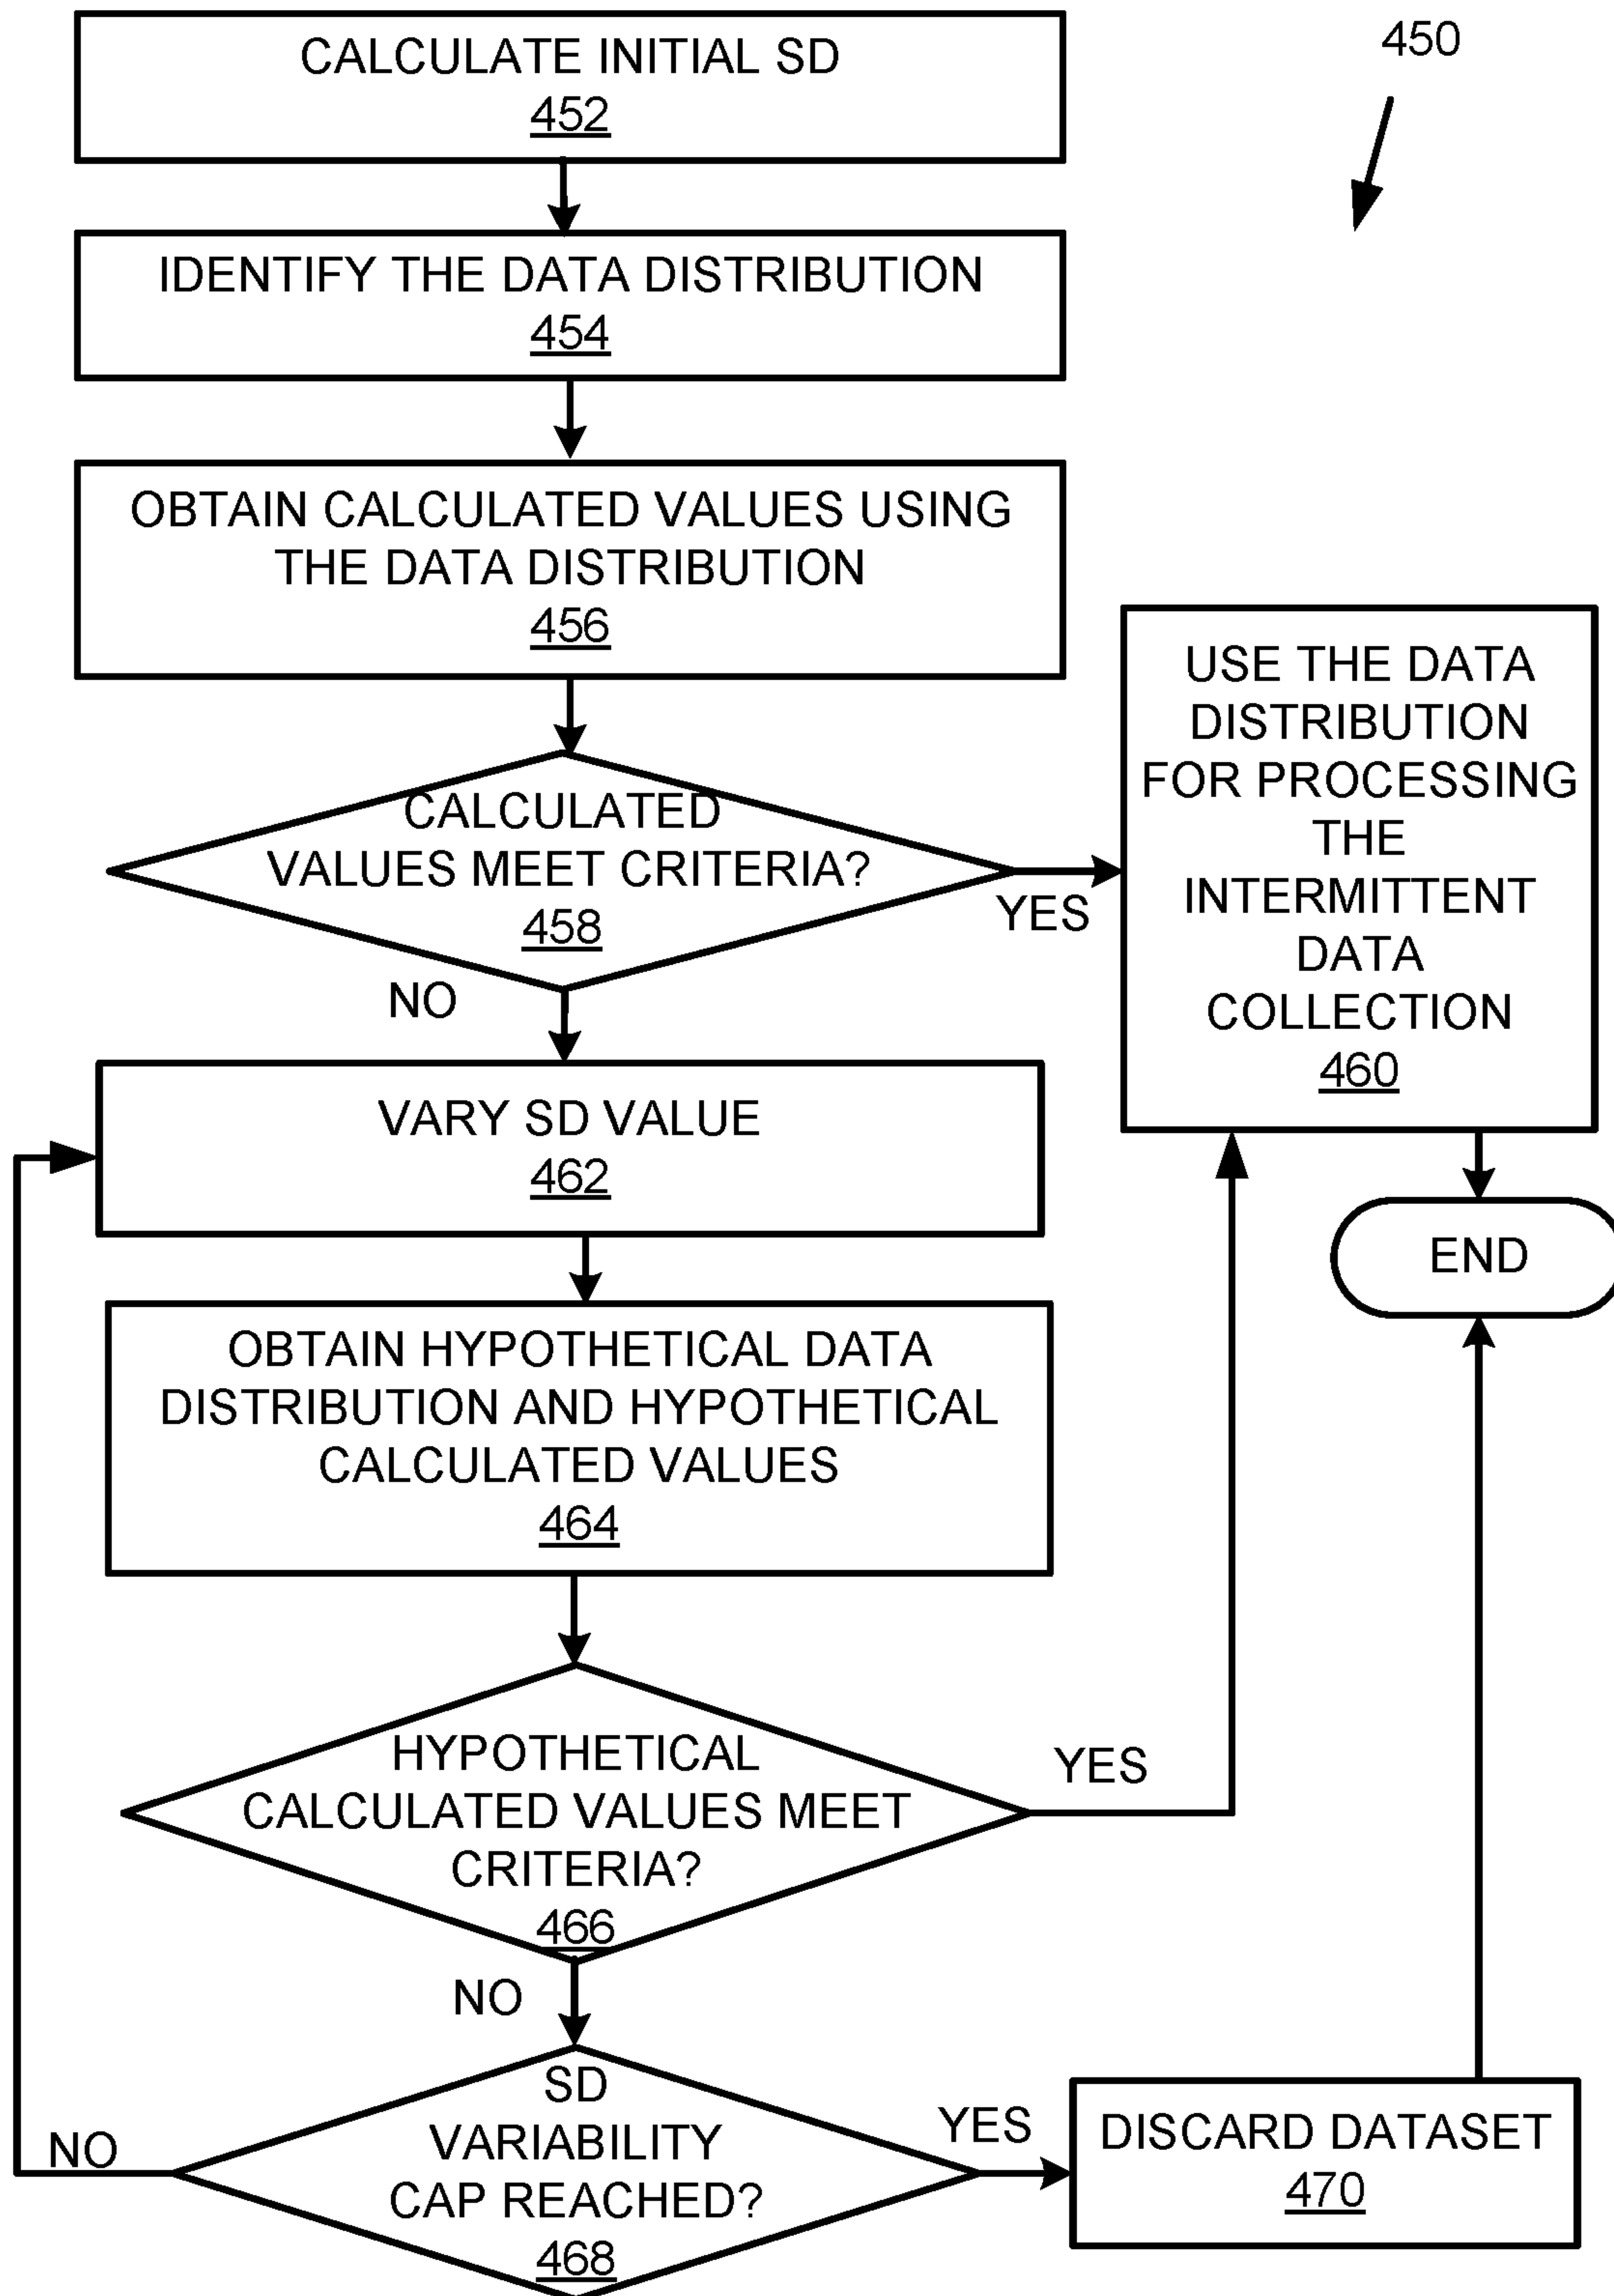 CALCULATE INITIAL SD
452
450
IDENTIFY THE DATA DISTRIBUTION
454
OBTAIN CALCULATED VALUES USING
THE DATA DISTRIBUTION
456
CALCULATED
VALUES MEET CRITERIA?
458
YES
NO
USE THE DATA
DISTRIBUTION
FOR PROCESSING
THE
INTERMITTENT
DATA
COLLECTION
460
END
VARY SD VALUE
462
OBTAIN HYPOTHETICAL DATA
DISTRIBUTION AND HYPOTHETICAL
CALCULATED VALUES
464
HYPOTHETICAL
CALCULATED VALUES MEET
CRITERIA?
466
YES
NO
SD
VARIABILITY
CAP REACHED?
468
NO
YES
DISCARD DATASET
470